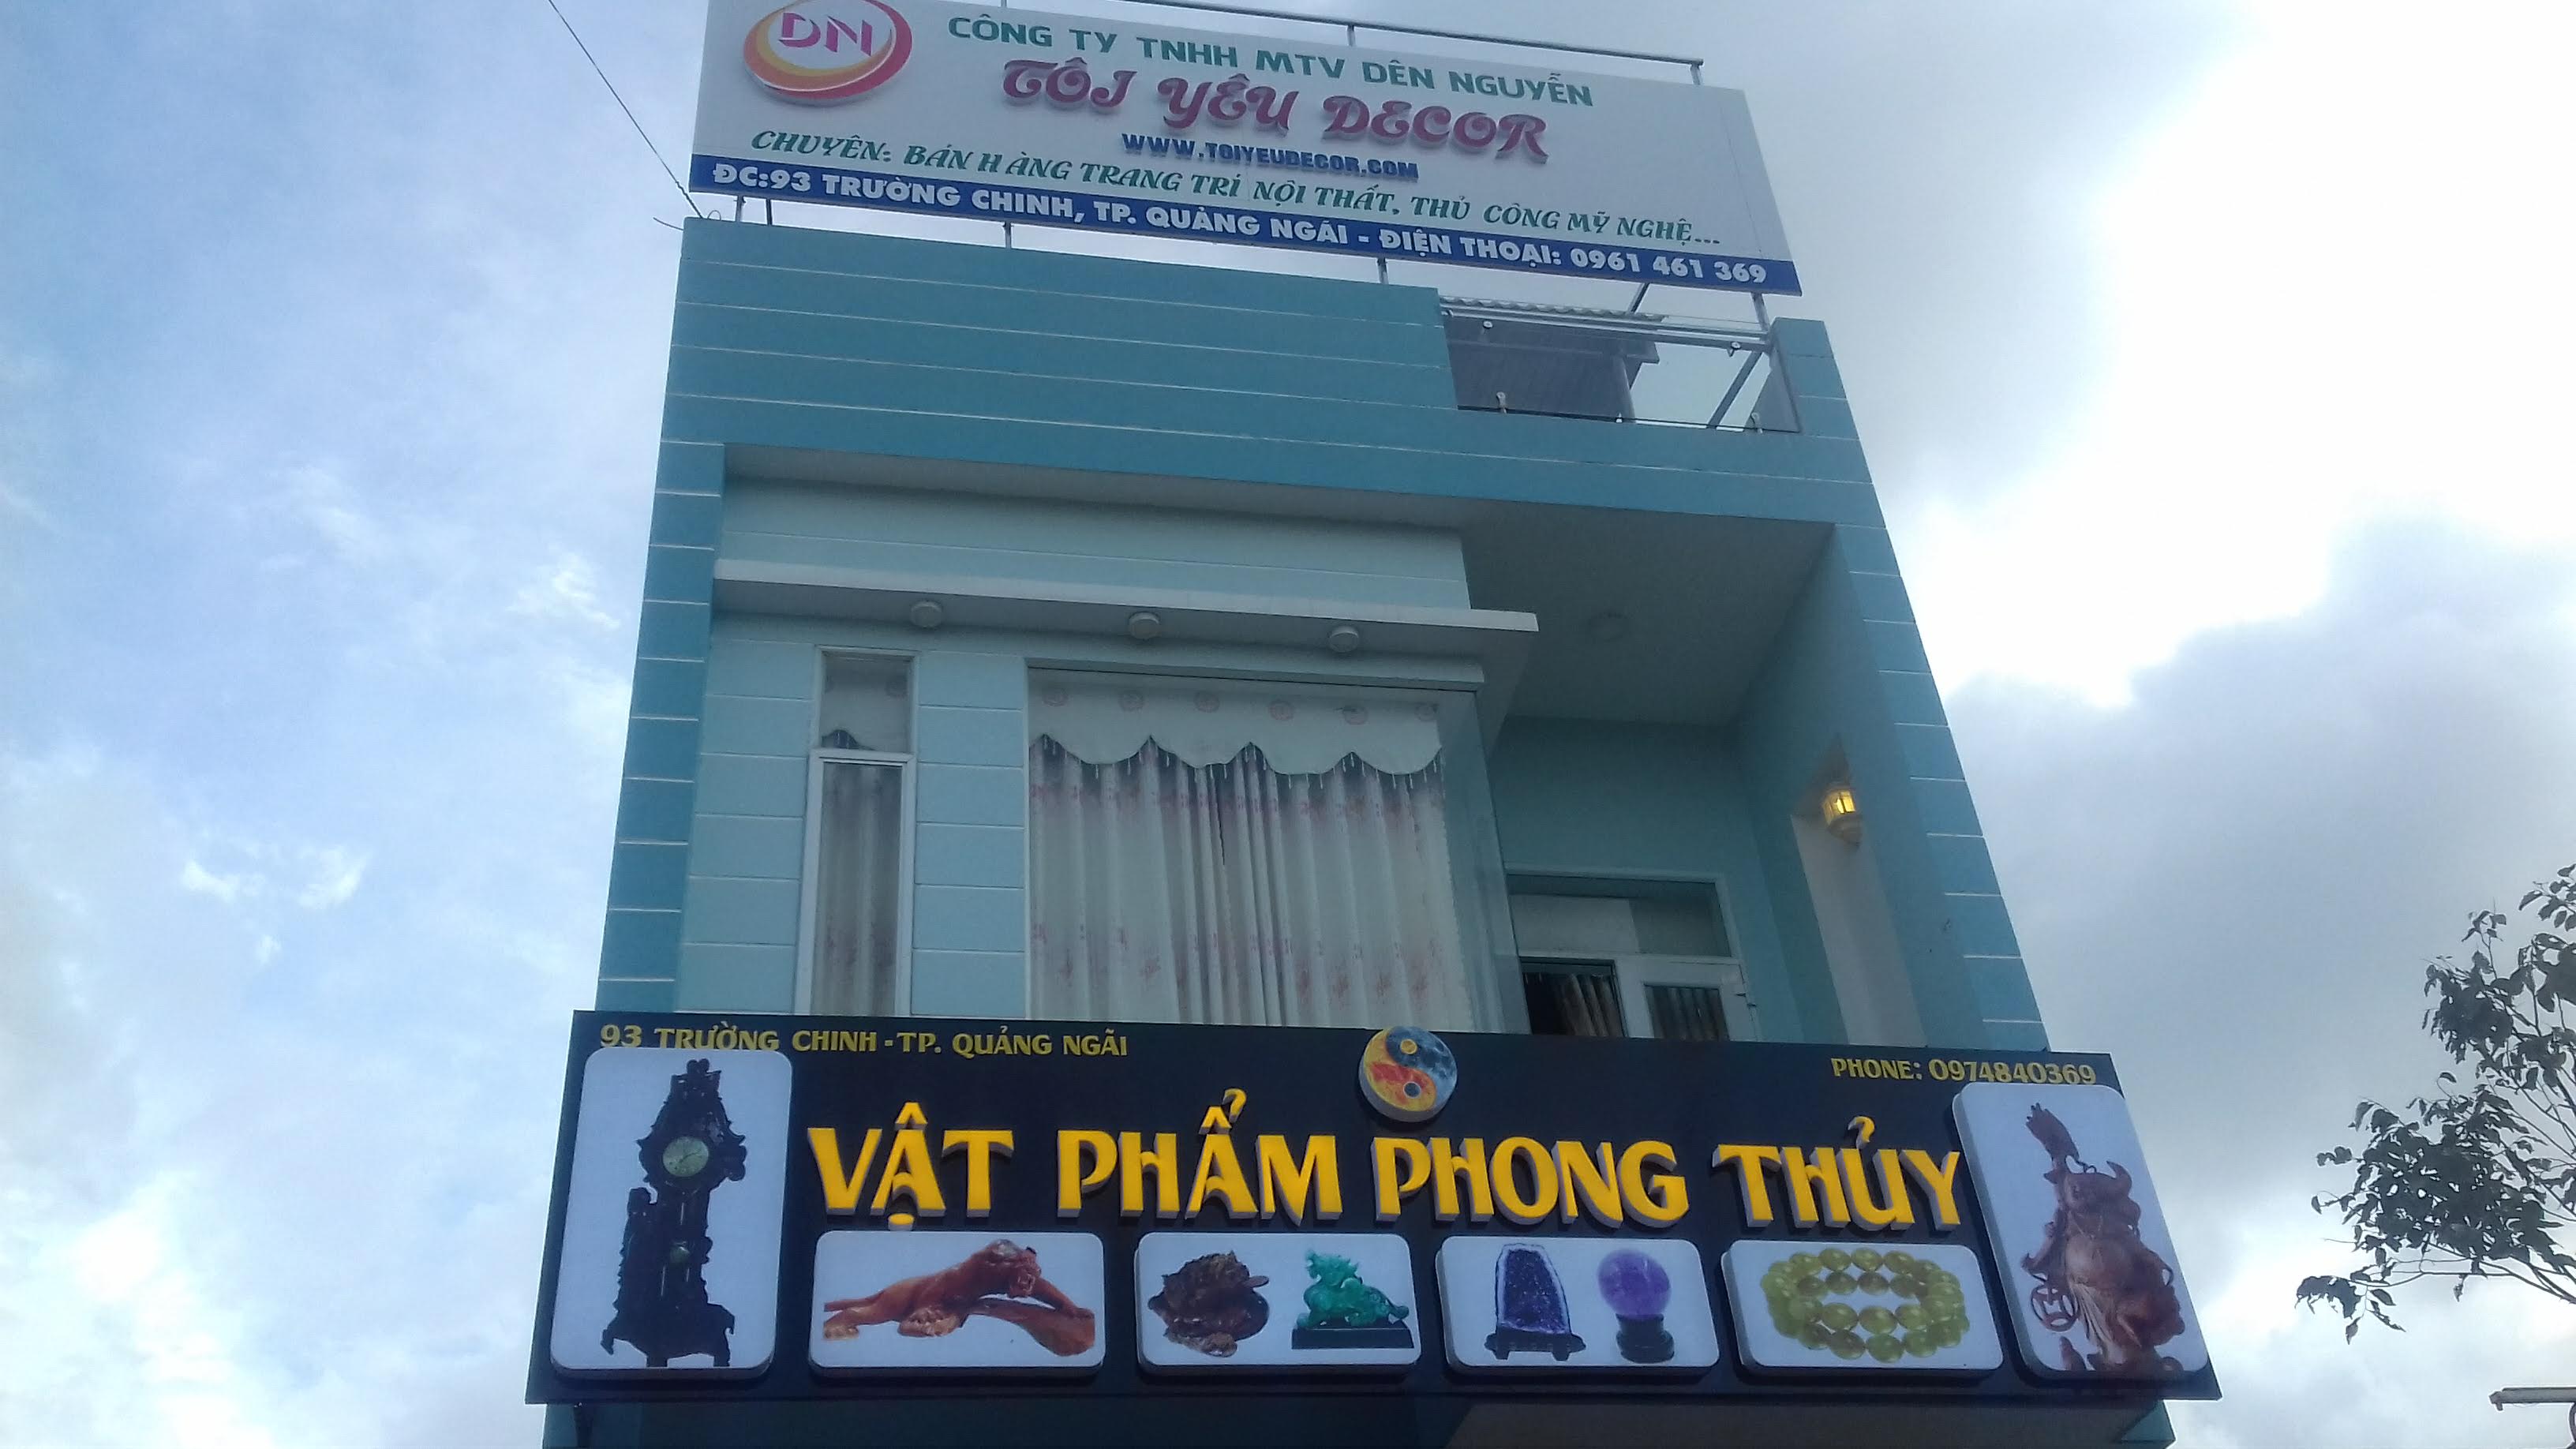 DN
CÔNG TY TNHH MTV DÊN NGUYỄN
TÔI YÊU DECOR
WWW.TOIYEUDECOR.COM
CHUYÊN: BÁN HÀNG TRANG TRÍ NỘI THẤT, THỦ CÔNG MỸ NGHỆ...
ĐC:93 TRƯỜNG CHINH, TP. QUẢNG NGÃI - ĐIỆN THOẠI: 0961 461 369
93 TRƯỜNG CHINH - TP. QUẢNG NGÃI
PHONE: 0974840369
VẬT PHẨM PHONG THỦY